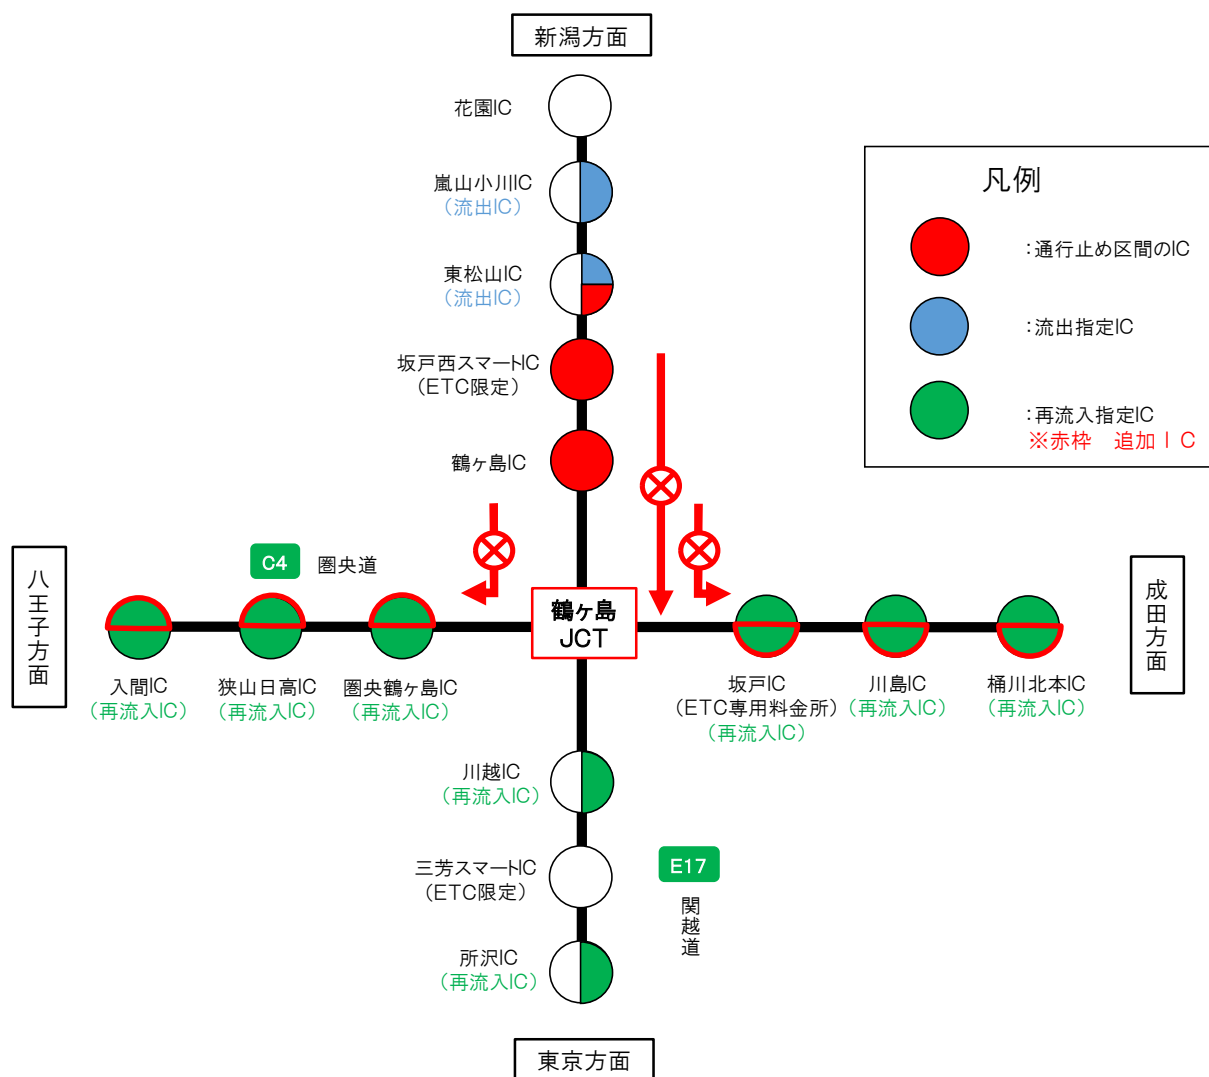 新潟方面
花園IC
嵐山小川IC
(流出IC)
東松山IC
(流出IC)
坂戸西スマートIC
(ETC限定)
鶴ヶ島IC
凡例
:通行止め区間のIC
:流出指定IC
:再流入指定IC
※赤枠　追加IC
八王子方面
C4
圏央道
鶴ヶ島
JCT
成田方面
入間IC
(再流入IC)
狭山日高IC
(再流入IC)
圏央鶴ヶ島IC
(再流入IC)
坂戸IC
(ETC専用料金所)
(再流入IC)
川島IC
(再流入IC)
桶川北本IC
(再流入IC)
川越IC
(再流入IC)
三芳スマートIC
(ETC限定)
E17
関越道
所沢IC
(再流入IC)
東京方面